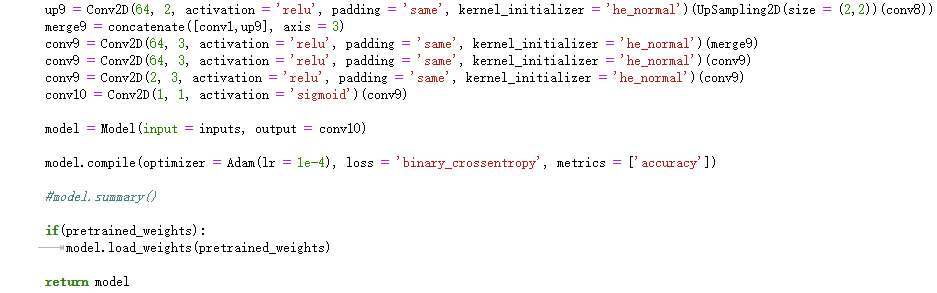 up9 = Conv2D(64, 2, activation = 'relu', padding = 'same', kernel_initializer = 'he_normal')(UpSampling2D(size = (2,2))(conv8))
merge9 = concatenate([conv1,up9], axis = 3)
conv9 = Conv2D(64, 3, activation = 'relu', padding = 'same', kernel_initializer = 'he_normal')(merge9)
conv9 = Conv2D(64, 3, activation = 'relu', padding = 'same', kernel_initializer = 'he_normal')(conv9)
conv9 = Conv2D(2, 3, activation = 'relu', padding = 'same', kernel_initializer = 'he_normal')(conv9)
conv10 = Conv2D(1, 1, activation = 'sigmoid')(conv9)
model = Model(input = inputs, output = conv10)
model.compile(optimizer = Adam(lr = 1e-4), loss = 'binary_crossentropy', metrics = ['accuracy'])
#model.summary()
if(pretrained_weights):
model.load_weights(pretrained_weights)
return model